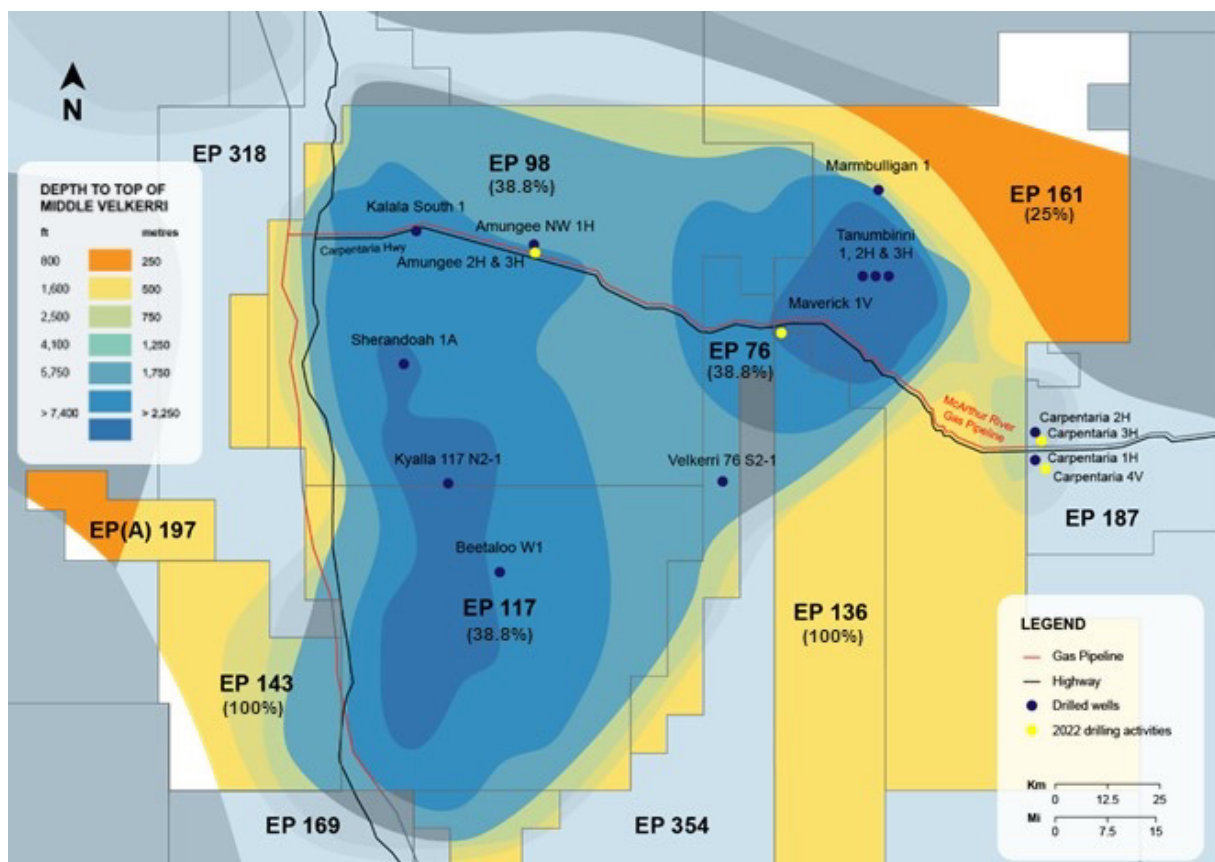 N
EP 318
DEPTH TO TOP OF
MIDDLE VELKERRI
ft metres
800 250
1,600 500
2,500 750
4,100 1,250
5,750 1,750
> 7,400 > 2,250
EP 98
(38.8%)
Kalala South 1
Carpentaria Hwy
Amungee NW 1H
Amungee 2H & 3H
Marmbulligan 1
EP 161
(25%)
Tanumbirini
1, 2H & 3H
Maverick 1V
Sherandoah 1A
EP 76
(38.8%)
McArthur River
Gas Pipeline
Carpentaria 2H
Carpentaria 3H
Carpentaria 1H
Carpentaria 4V
EP 187
Kyalla 117 N2-1
Velkerri 76 S2-1
EP(A) 197
Beetaloo W1
EP 117
(38.8%)
EP 136
(100%)
EP 143
(100%)
EP 169
EP 354
LEGEND
Gas Pipeline
Highway
Drilled wells
2022 drilling activities
Km
0 12.5 25
Mi
0 7.5 15